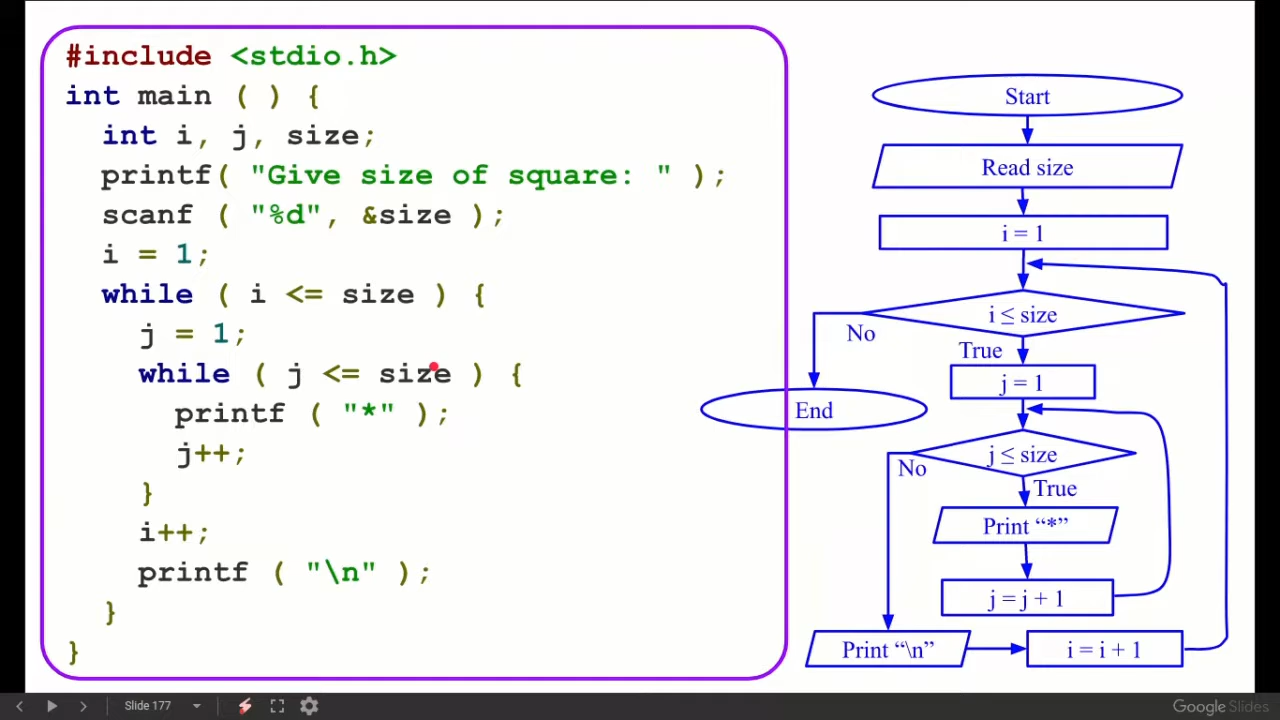 #include <stdio.h>
int main ( ) {
int i, j, size;
printf( "Give size of square: " );
scanf ( "%d", &size );
i = 1;
while ( i <= size ) {
j = 1;
while ( j <= size ) {
printf ( "*" );
j++;
}
i++;
printf ( "\n" );
}
}
Start
Read size
i = 1
i ≤ size
No
True
j = 1
End
j ≤ size
No
True
Print “*”
j = j + 1
Print “\n”
i = i + 1
Slide 177
Google Slides